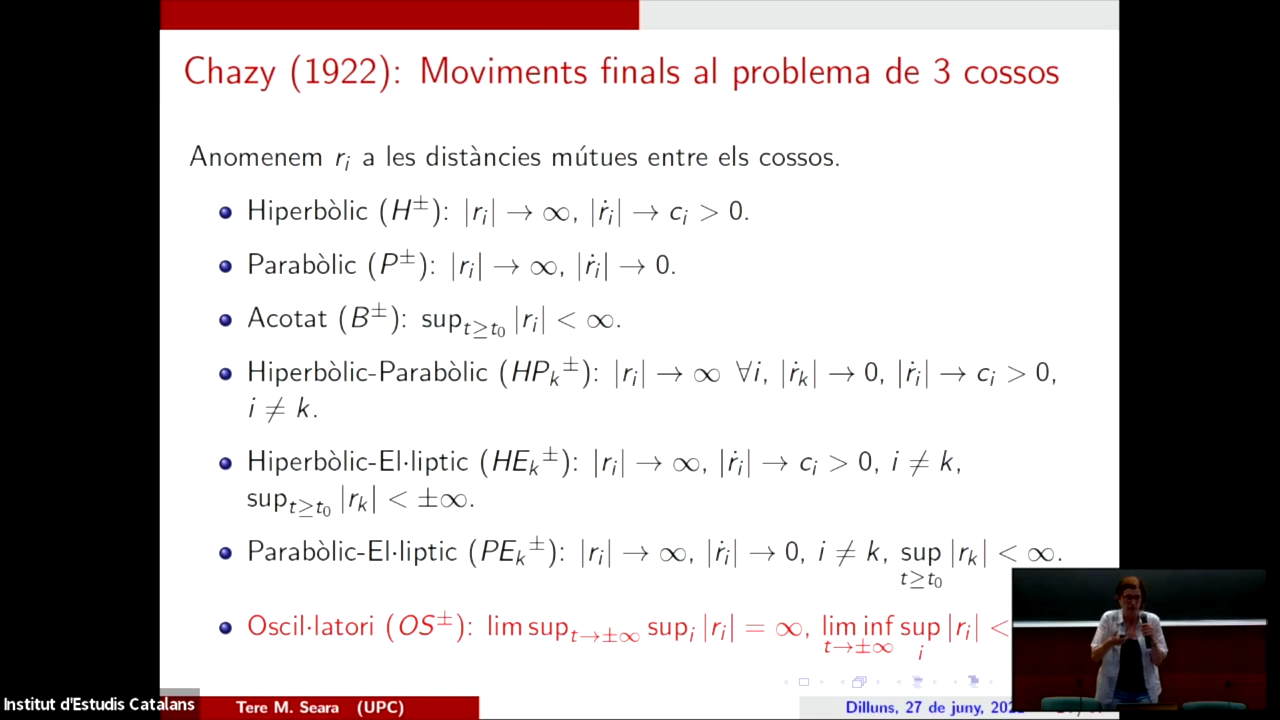 Chazy (1922): Moviments finals al problema de 3 cossos
Anomenem r_i a les distàncies mútues entre els cossos.
Hiperbòlic (H^±): |r_i| → ∞, |ṙ_i| → c_i > 0.
Parabòlic (P^±): |r_i| → ∞, |ṙ_i| → 0.
Acotat (B^±): sup_{t≥t_0} |r_i| < ∞.
Hiperbòlic-Parabòlic (HP_k^±): |r_i| → ∞ ∀i, |ṙ_k| → 0, |ṙ_i| → c_i > 0,
i ≠ k.
Hiperbòlic-El·liptic (HE_k^±): |r_i| → ∞, |ṙ_i| → c_i > 0, i ≠ k,
sup_{t≥t_0} |r_k| < ±∞.
Parabòlic-El·liptic (PE_k^±): |r_i| → ∞, |ṙ_i| → 0, i ≠ k, sup_{t≥t_0} |r_k| < ∞.
Oscil·latori (OS^±): lim sup_{t→±∞} sup_i |r_i| = ∞, lim inf_{t→±∞} sup_i |r_i| <
Institut d'Estudis Catalans
Tere M. Seara (UPC)
Dilluns, 27 de juny,